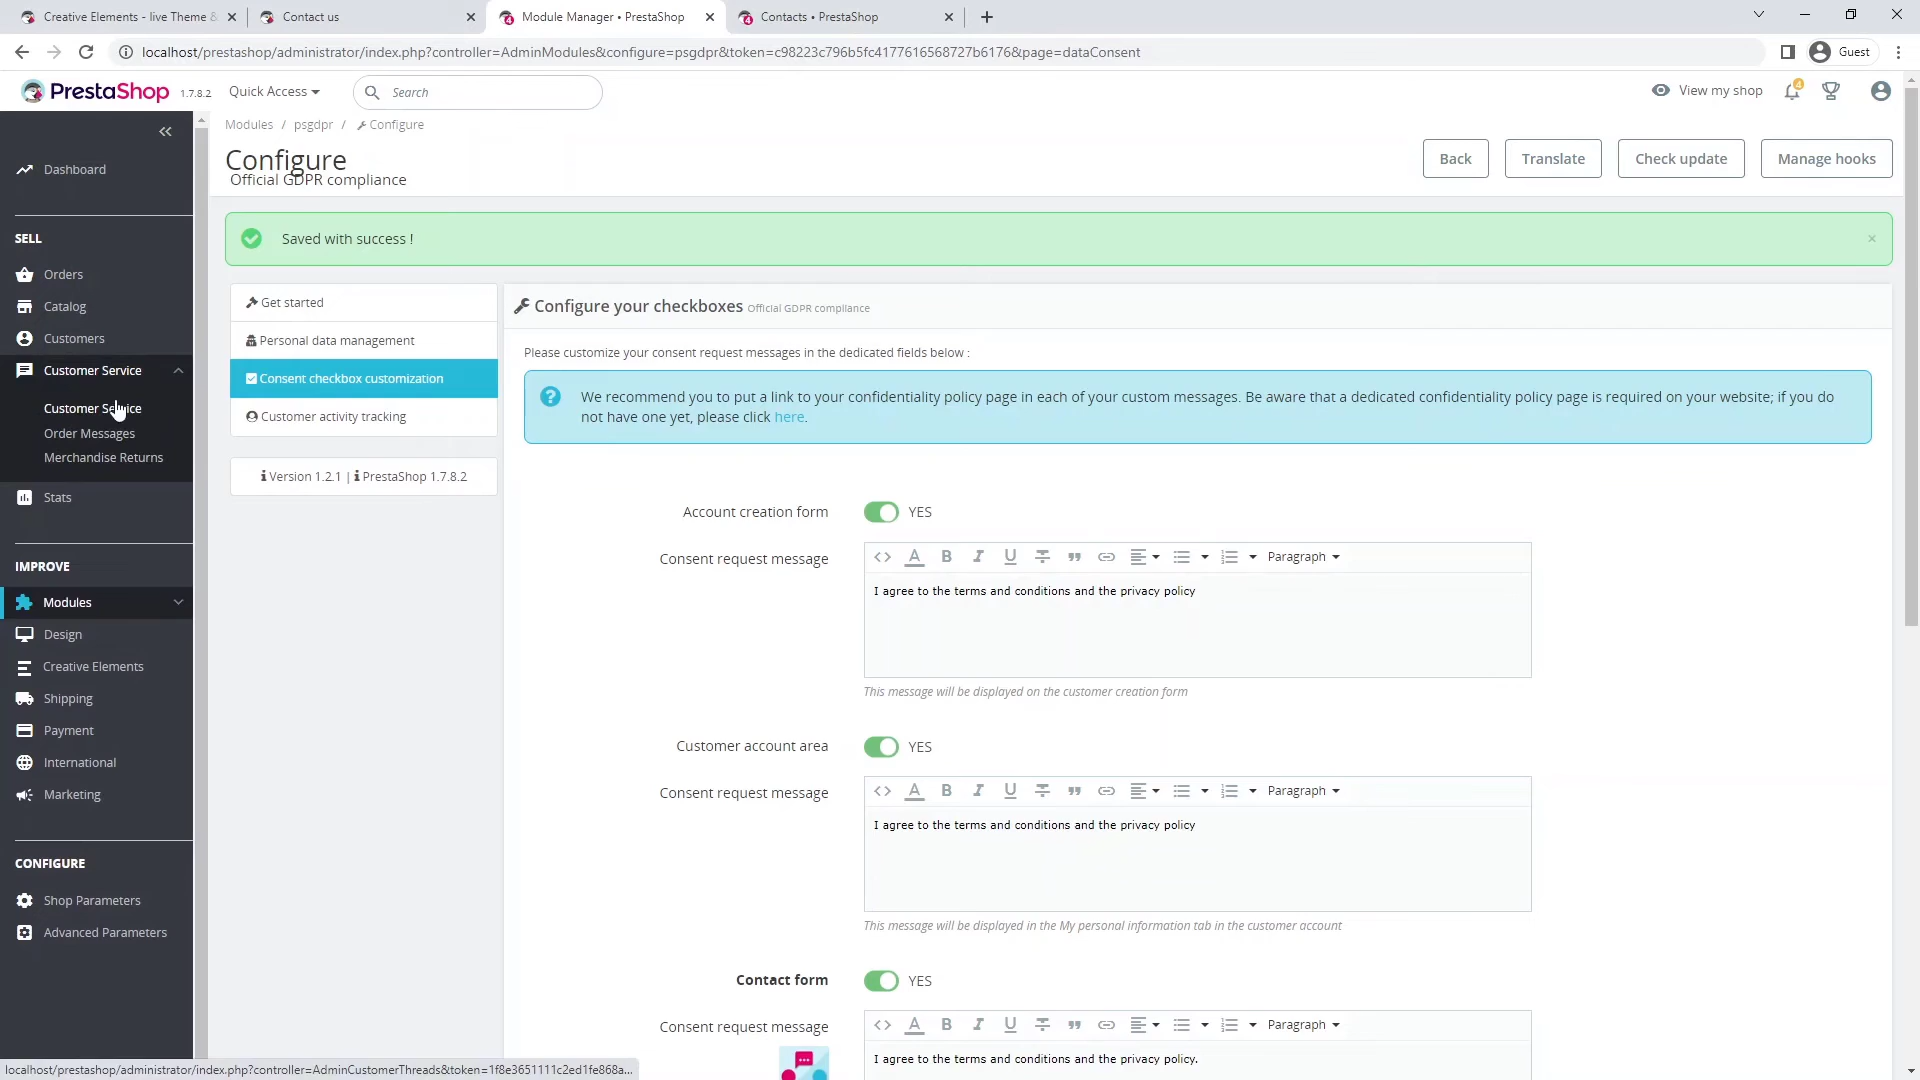 Creative Elements - live Theme &
Contact us
Module Manager • PrestaShop
Contacts • PrestaShop
localhost/prestashop/administrator/index.php?controller=AdminModules&configure=psgdpr&token=c98223c796b5fc4177616568727b6176&page=dataConsent
Guest
PrestaShop 1.7.8.2
Quick Access
Search
View my shop
4
Modules / psgdpr / Configure
Configure
Official GDPR compliance
Back
Translate
Check update
Manage hooks
Dashboard
SELL
Orders
Catalog
Customers
Customer Service
Customer Service
Order Messages
Merchandise Returns
Stats
IMPROVE
Modules
Design
Creative Elements
Shipping
Payment
International
Marketing
CONFIGURE
Shop Parameters
Advanced Parameters
Saved with success !
×
Get started
Personal data management
Consent checkbox customization
Customer activity tracking
Version 1.2.1 | PrestaShop 1.7.8.2
Configure your checkboxes Official GDPR compliance
Please customize your consent request messages in the dedicated fields below :
We recommend you to put a link to your confidentiality policy page in each of your custom messages. Be aware that a dedicated confidentiality policy page is required on your website; if you do
not have one yet, please click here.
Account creation form
YES
Consent request message
Paragraph
I agree to the terms and conditions and the privacy policy
This message will be displayed on the customer creation form
Customer account area
YES
Consent request message
Paragraph
I agree to the terms and conditions and the privacy policy
This message will be displayed in the My personal information tab in the customer account
Contact form
YES
Consent request message
Paragraph
I agree to the terms and conditions and the privacy policy.
localhost/prestashop/administrator/index.php?controller=AdminCustomerThreads&token=1f8e3651111c2ed1fe868a...